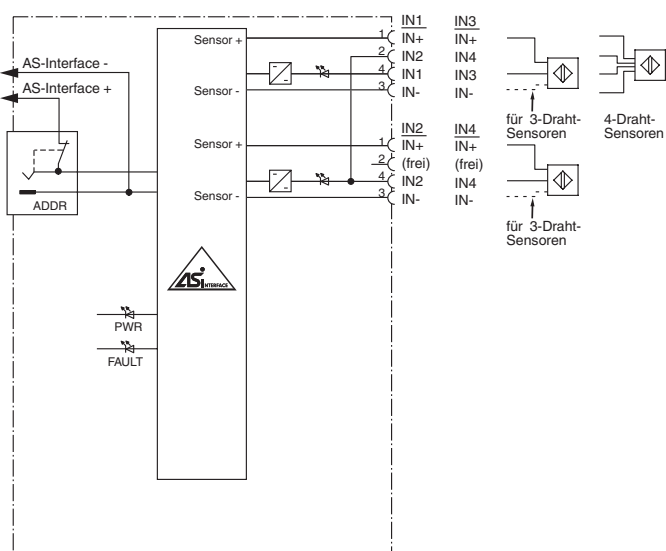 IN1 IN3
Sensor + 1 IN+ IN+
2 IN2 IN4
AS-Interface - 4 IN1 IN3
AS-Interface + Sensor - 3 IN- IN-
für 3-Draht-
Sensoren
4-Draht-
Sensoren
IN2 IN4
Sensor + 1 IN+ IN+
2 (frei) (frei)
4 IN2 IN4
ADDR Sensor - 3 IN- IN-
für 3-Draht-
Sensoren
ASi INTERFACE
PWR
FAULT